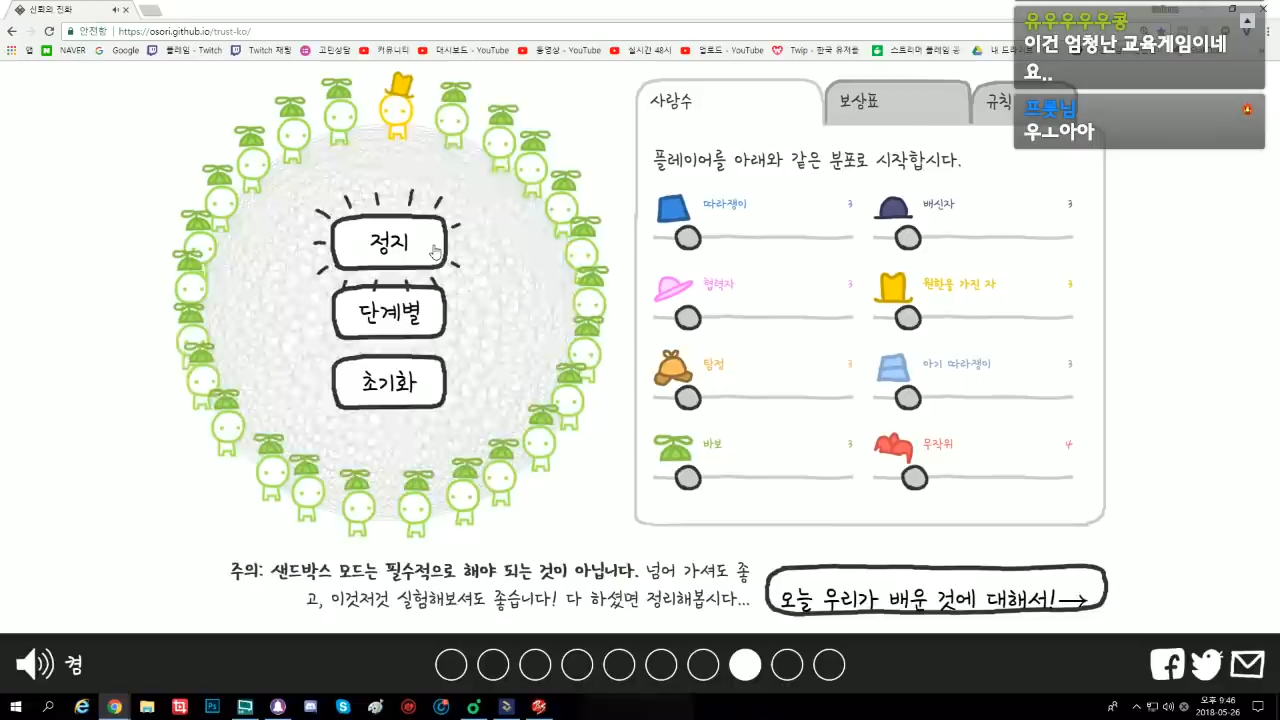 신뢰의 진화
안전함 | https://osori.github.io/trust-ko/
앱
NAVER
Google
플레임 - Twitch
Twitch 채팅
고민상담
커뮤니티
대시보드 - YouTube
동영상 - YouTube
실시간 48시
업로드 - YouTube
Twip - 한국 유저들
스트리머 플레임 공
내 드라이브
유우우우우콩
이건 엄청난 교육게임이네
요..
프룻님
우ㅗ아아
사람수
보상표
규칙
플레이어를 아래와 같은 분포로 시작합시다.
따라쟁이 3
배신자 3
협력자 3
원한을 가진 자 3
탐정 3
아기 따라쟁이 3
바보 3
무작위 4
정지
단계별
초기화
주의: 샌드박스 모드는 필수적으로 해야 되는 것이 아닙니다. 넘어 가셔도 좋
고, 이것저것 실험해보셔도 좋습니다! 다 하셨면 정리해봅시다...
오늘 우리가 배운 것에 대해서!→
켬
오후 9:46
2018-05-26